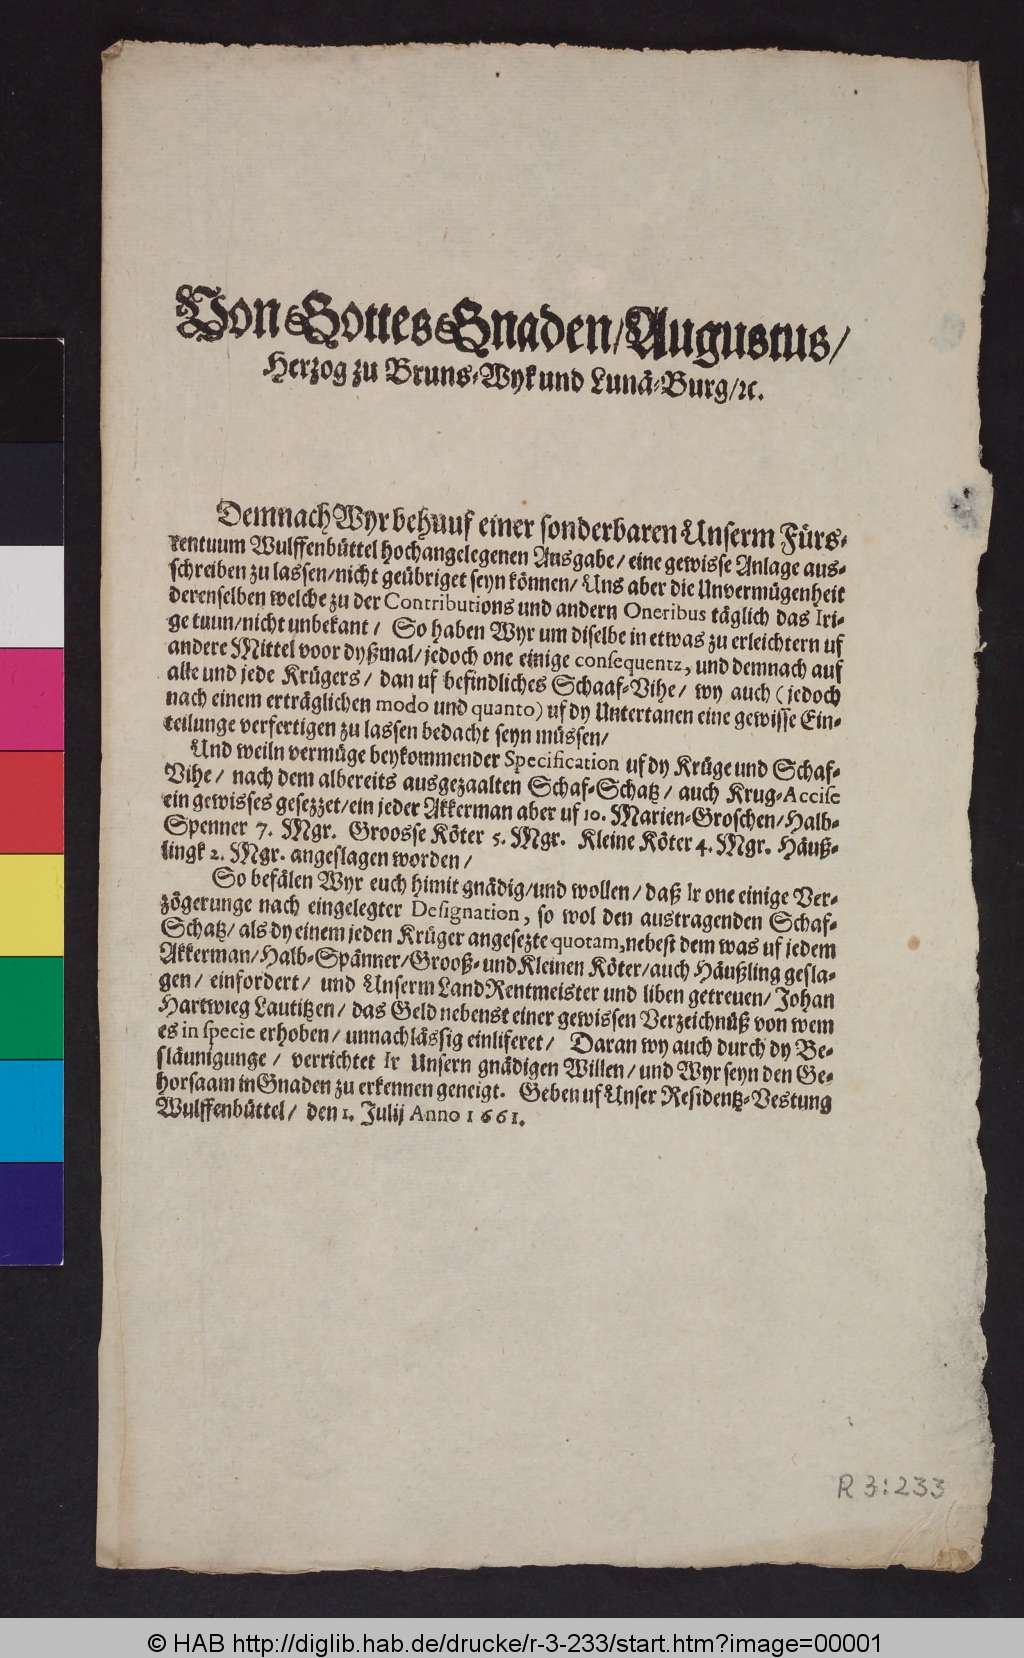 Von Gottes Gnaden/ Augustus/
Herzog zu Bruns-Wyk und Lunä-Burg/ ꝛc.
Demnach Wyr behuuf einer sonderbaren Unserm Fürs-
tentuum Wulffenbüttel hochangelegenen Ausgabe/ eine gewisse Anlage aus-
schreiben zu lassen/ nicht geübriget seyn können/ Uns aber die Unvermügenheit
derenselben welche zu der Contributions und andern Oneribus täglich das Iri-
ge tuun/ nicht unbekant/ So haben Wyr um diselbe in etwas zu erleichtern uf
andere Mittel voor dyßmal/ jedoch one einige consequentz, und demnach auf
alle und jede Krügers/ dan uf befindliches Schaaf-Vihe/ wy auch (jedoch
nach einem erträglichen modo und quanto) uf dy Untertanen eine gewisse Ein-
teilunge verfertigen zu lassen bedacht seyn müssen/
Und weiln vermüge beykommender Specification uf dy Krüge und Schaf-
Vihe/ nach dem albereits ausgezaalten Schaf-Schatz/ auch Krug-Accise
ein gewisses gesezzet/ ein jeder Akkerman aber uf 10. Marien-Groschen/ Halb-
Spenner 7. Mgr. Groosse Köter 5. Mgr. Kleine Köter 4. Mgr. Häuß-
lingk 2. Mgr. angeslagen worden/
So befälen Wyr euch himit gnädig/ und wollen/ daß Ir one einige Ver-
zögerunge nach eingelegter Designation, so wol den austragenden Schaf-
Schatz/ als dy einem jeden Krüger angesezte quotam, nebest dem was uf jedem
Akkerman/ Halb-Spänner/ Grooß- und Kleinen Köter/ auch Häußling gesla-
gen/ einfordert/ und Unserm LandRentmeister und liben getreuen/ Johan
Hartwieg Lautitzen/ das Geld nebenst einer gewissen Verzeichnüß von wem
es in specie erhoben/ unnachlässig einliferet/ Daran wy auch durch dy Be-
släunigunge/ verrichtet Ir Unsern gnädigen Willen/ und Wyr seyn den Ge-
horsaam in Gnaden zu erkennen geneigt. Geben uf Unser Residentz-Vestung
Wulffenbüttel/ den 1. Julij Anno 1661.
R 3:233
© HAB http://diglib.hab.de/drucke/r-3-233/start.htm?image=00001